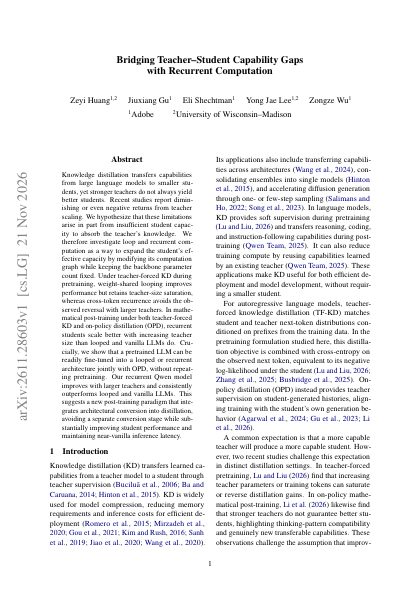 Bridging Teacher–Student Capability Gaps
with Recurrent Computation
Zeyi Huang1,2 Jiuxiang Gu1 Eli Shechtman1 Yong Jae Lee1,2 Zongze Wu1
1Adobe 2University of Wisconsin–Madison
arXiv:2611.28603v1 [cs.LG] 21 Nov 2026
Abstract
Knowledge distillation transfers capabilities
from large language models to smaller stu-
dents, yet stronger teachers do not always yield
better students. Recent studies report dimin-
ishing or even negative returns from teacher
scaling. We hypothesize that these limitations
arise in part from insufficient student capac-
ity to absorb the teacher's knowledge. We
therefore investigate loop and recurrent com-
putation as a way to expand the student's ef-
fective capacity by modifying its computation
graph while keeping the backbone parameter
count fixed. Under teacher-forced KD during
pretraining, weight-shared looping improves
performance but retains teacher-size saturation,
whereas cross-token recurrence avoids the ob-
served reversal with larger teachers. In mathe-
matical post-training under both teacher-forced
KD and on-policy distillation (OPD), recurrent
students scale better with increasing teacher
size than looped and vanilla LLMs do. Cru-
cially, we show that a pretrained LLM can be
readily fine-tuned into a looped or recurrent ar-
chitecture jointly with OPD, without repeat-
ing pretraining. Our recurrent Qwen model
improves with larger teachers and consistently
outperforms looped and vanilla LLMs. This
suggests a new post-training paradigm that inte-
grates architectural conversion into distillation,
avoiding a separate conversion stage while sub-
stantially improving student performance and
maintaining near-vanilla inference latency.
1 Introduction
Knowledge distillation (KD) transfers learned ca-
pabilities from a teacher model to a student through
teacher supervision (Buciluă et al., 2006; Ba and
Caruana, 2014; Hinton et al., 2015). KD is widely
used for model compression, reducing memory
requirements and inference costs for efficient de-
ployment (Romero et al., 2015; Mirzadeh et al.,
2020; Gou et al., 2021; Kim and Rush, 2016; Sanh
et al., 2019; Jiao et al., 2020; Wang et al., 2020).
Its applications also include transferring capabili-
ties across architectures (Wang et al., 2024), con-
solidating ensembles into single models (Hinton
et al., 2015), and accelerating diffusion generation
through one- or few-step sampling (Salimans and
Ho, 2022; Song et al., 2023). In language models,
KD provides soft supervision during pretraining
(Lu and Liu, 2026) and transfers reasoning, coding,
and instruction-following capabilities during post-
training (Qwen Team, 2025). It can also reduce
training compute by reusing capabilities learned
by an existing teacher (Qwen Team, 2025). These
applications make KD useful for both efficient de-
ployment and model development, without requir-
ing a smaller student.
For autoregressive language models, teacher-
forced knowledge distillation (TF-KD) matches
student and teacher next-token distributions condi-
tioned on prefixes from the training data. In the
pretraining formulation studied here, this distilla-
tion objective is combined with cross-entropy on
the observed next token, equivalent to its negative
log-likelihood under the student (Lu and Liu, 2026;
Zhang et al., 2025; Busbridge et al., 2025). On-
policy distillation (OPD) instead provides teacher
supervision on student-generated histories, align-
ing training with the student's own generation be-
havior (Agarwal et al., 2024; Gu et al., 2023; Li
et al., 2026).
A common expectation is that a more capable
teacher will produce a more capable student. How-
ever, two recent studies challenge this expectation
in distinct distillation settings. In teacher-forced
pretraining, Lu and Liu (2026) find that increasing
teacher parameters or training tokens can saturate
or reverse distillation gains. In on-policy mathe-
matical post-training, Li et al. (2026) likewise find
that stronger teachers do not guarantee better stu-
dents, highlighting thinking-pattern compatibility
and genuinely new transferable capabilities. These
observations challenge the assumption that improv-
1